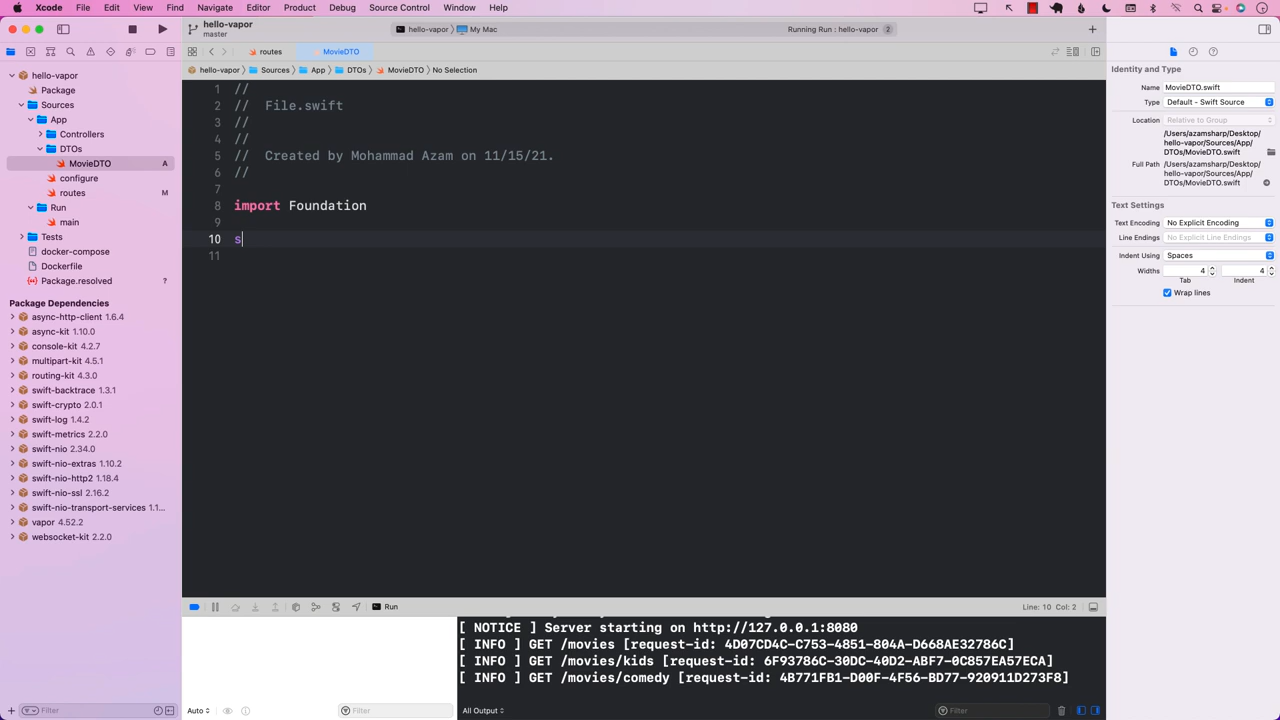 Xcode File Edit View Find Navigate Editor Product Debug Source Control Window Help
hello-vapor
master
hello-vapor My Mac
Running Run : hello-vapor 2
routes MovieDTO
hello-vapor Sources App DTOs MovieDTO No Selection
hello-vapor
Package
Sources
App
Controllers
DTOs
MovieDTO A
configure
routes M
Run
main
Tests
docker-compose
Dockerfile
Package.resolved ?
Package Dependencies
async-http-client 1.6.4
async-kit 1.10.0
console-kit 4.2.7
multipart-kit 4.5.1
routing-kit 4.3.0
swift-backtrace 1.3.1
swift-crypto 2.0.1
swift-log 1.4.2
swift-metrics 2.2.0
swift-nio 2.34.0
swift-nio-extras 1.10.2
swift-nio-http2 1.18.4
swift-nio-ssl 2.16.2
swift-nio-transport-services 1.1...
vapor 4.52.2
websocket-kit 2.2.0
Filter
1 //
2 // File.swift
3 //
4 //
5 // Created by Mohammad Azam on 11/15/21.
6 //
7
8 import Foundation
9
10 s
11
Run
Line: 10 Col: 2
[ NOTICE ] Server starting on http://127.0.0.1:8080
[ INFO ] GET /movies [request-id: 4D07CD4C-C753-4851-804A-D668AE32786C]
[ INFO ] GET /movies/kids [request-id: 6F93786C-30DC-40D2-ABF7-0C857EA57ECA]
[ INFO ] GET /movies/comedy [request-id: 4B771FB1-D00F-4F56-BD77-920911D273F8]
Auto
Filter
All Output
Filter
Identity and Type
Name MovieDTO.swift
Type Default - Swift Source
Location Relative to Group
/Users/azamsharp/Desktop/
hello-vapor/Sources/App/
DTOs/MovieDTO.swift
Full Path /Users/azamsharp/Desktop/
hello-vapor/Sources/App/
DTOs/MovieDTO.swift
Text Settings
Text Encoding No Explicit Encoding
Line Endings No Explicit Line Endings
Indent Using Spaces
Widths 4 4
Tab Indent
Wrap lines